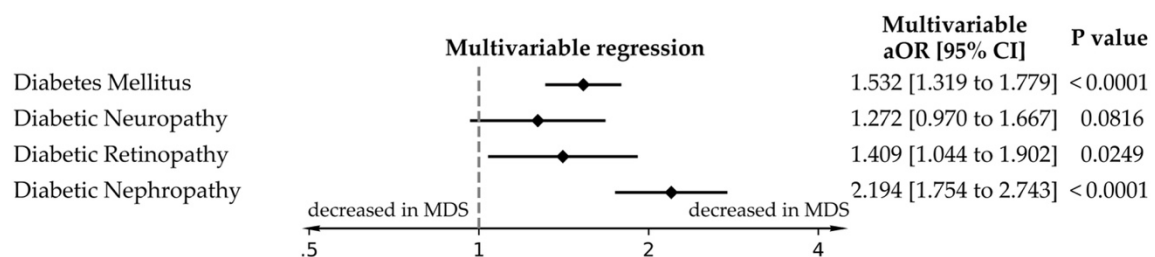 Multivariable regression
Multivariable
aOR [95% CI]
P value
Diabetes Mellitus 1.532 [1.319 to 1.779] <0.0001
Diabetic Neuropathy 1.272 [0.970 to 1.667] 0.0816
Diabetic Retinopathy 1.409 [1.044 to 1.902] 0.0249
Diabetic Nephropathy 2.194 [1.754 to 2.743] <0.0001
decreased in MDS decreased in MDS
.5 1 2 4